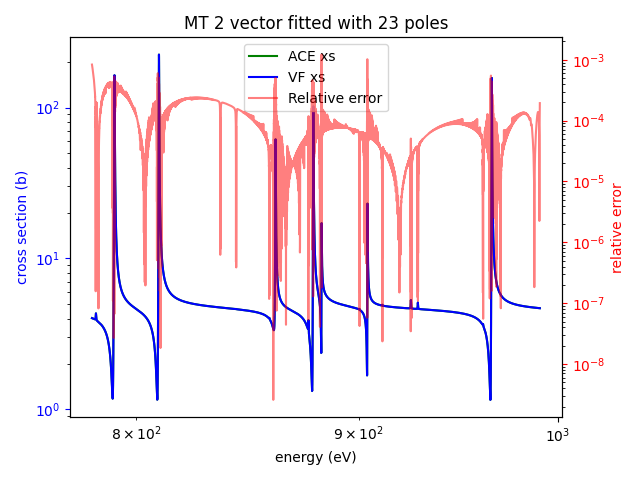 MT 2 vector fitted with 23 poles
ACE xs
VF xs
Relative error
cross section (b)
10²
10¹
10⁰
10⁻³
10⁻⁴
10⁻⁵
10⁻⁶
10⁻⁷
10⁻⁸
relative error
8 × 10² 9 × 10² 10³
energy (eV)